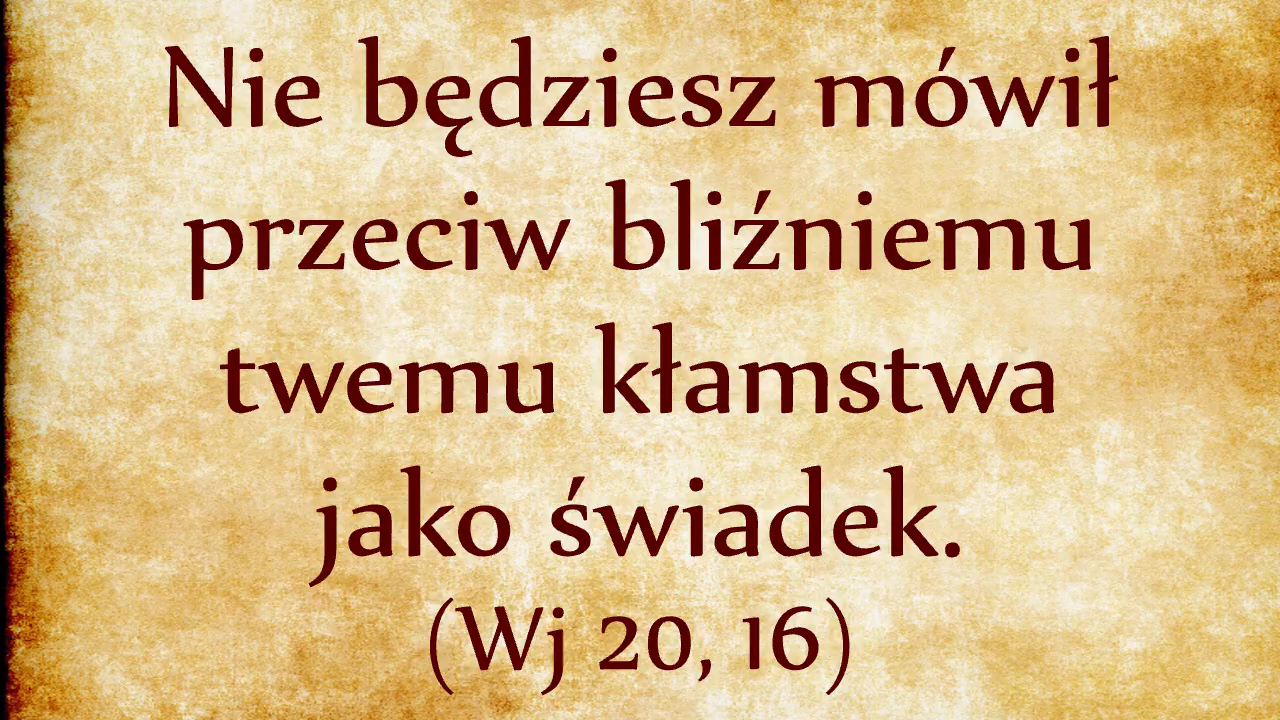 Nie będziesz mówił
przeciw bliźniemu
twemu kłamstwa
jako świadek.
(Wj 20, 16)